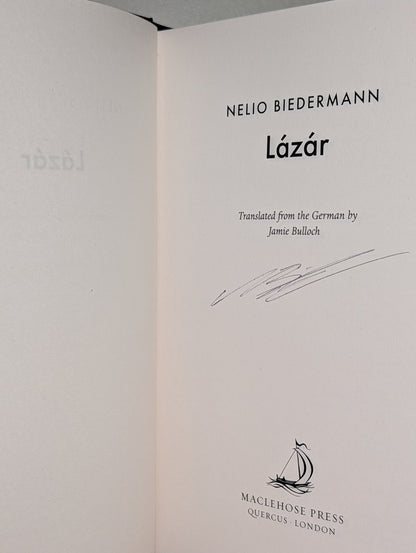 NELIO BIEDERMANN
Lázár
Translated from the German by
Jamie Bulloch
MACLEHOSE PRESS
QUERCUS · LONDON